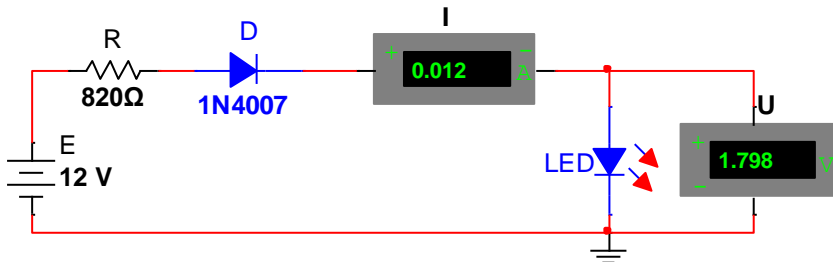 R
820Ω
D
1N4007
I
+ 0.012 −
A
E
12 V
LED
U
+ 1.798 V
−